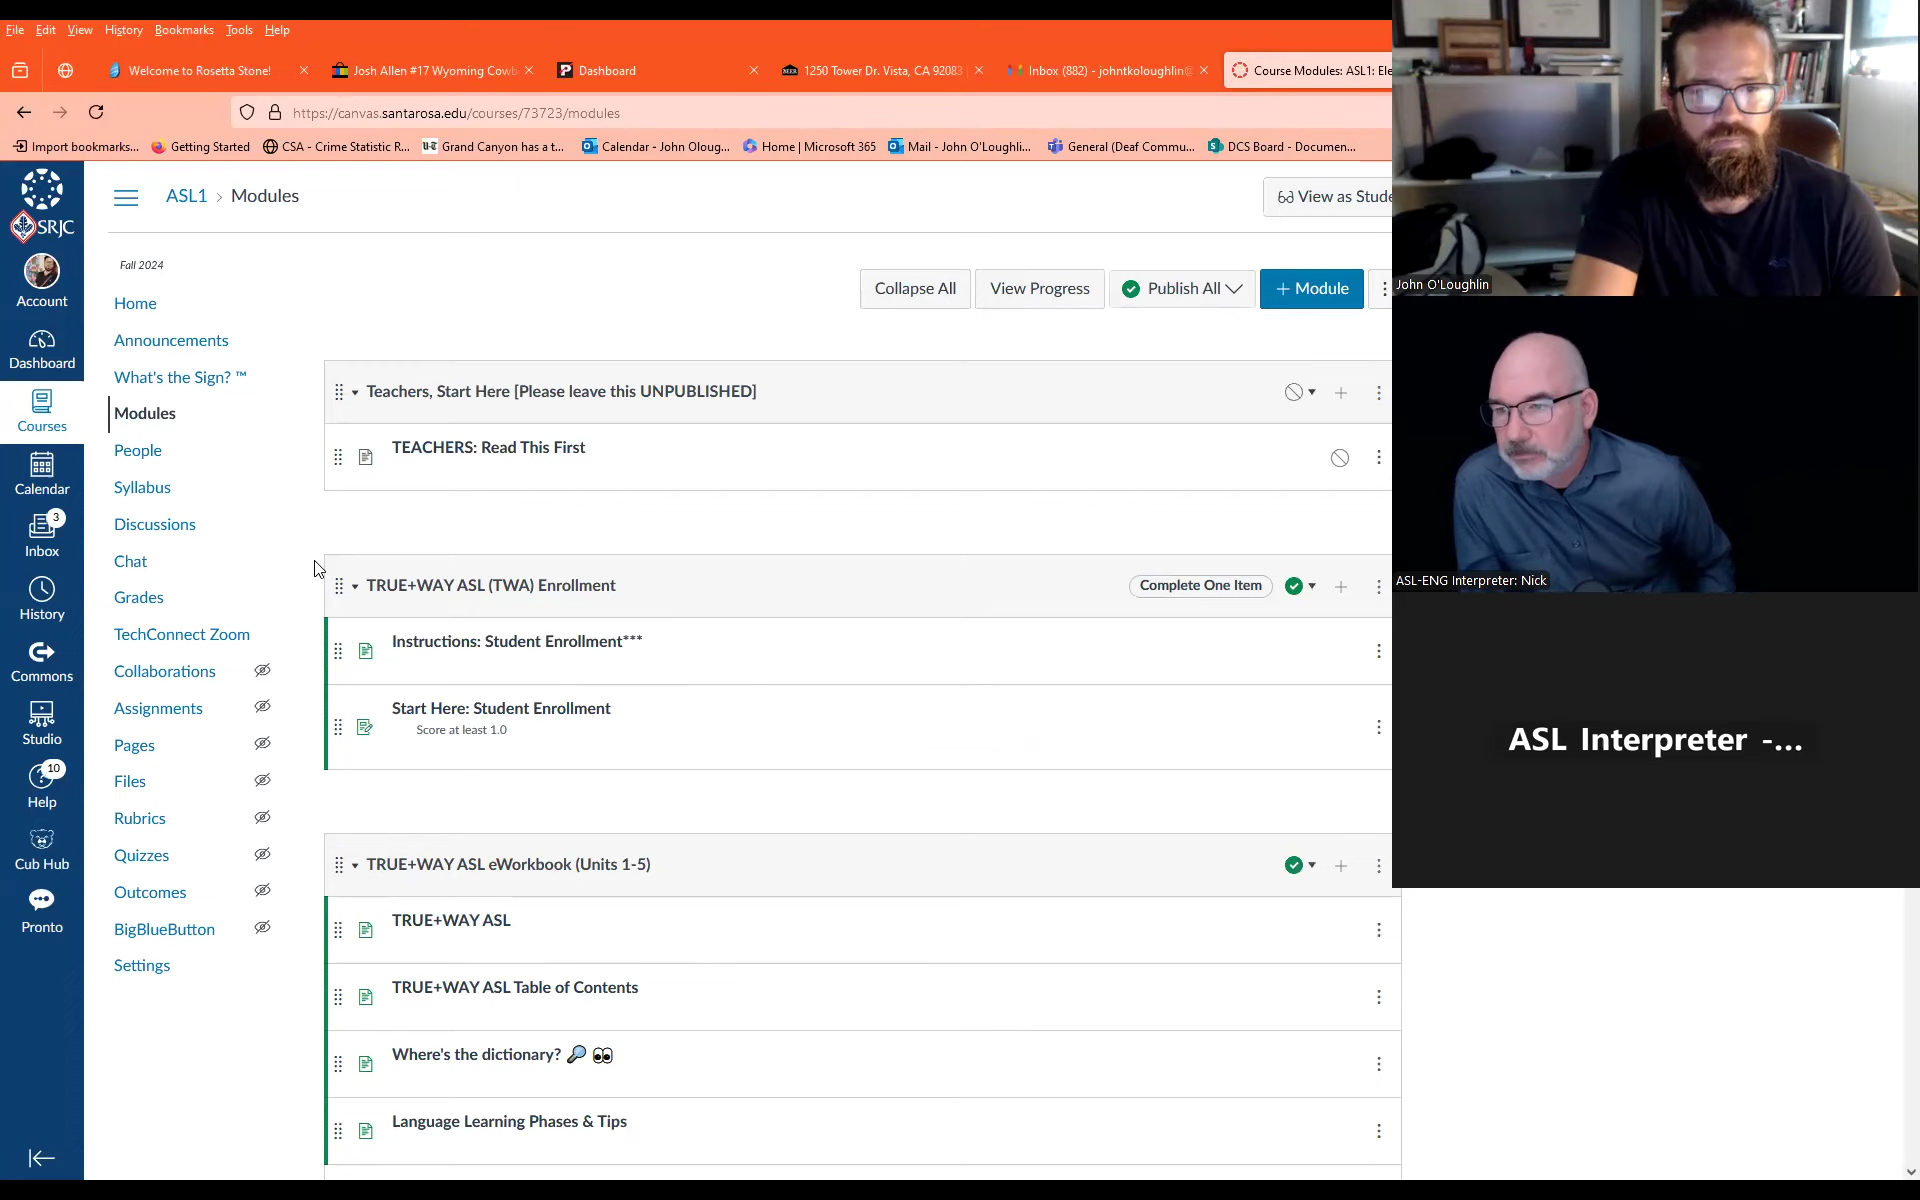 File Edit View History Bookmarks Tools Help
Welcome to Rosetta Stone!
Josh Allen #17 Wyoming Cowb
Dashboard
1250 Tower Dr. Vista, CA 92083
Inbox (882) - johntkoloughlin@
Course Modules: ASL1: Ele
https://canvas.santarosa.edu/courses/73723/modules
Import bookmarks...
Getting Started
CSA - Crime Statistic R...
Grand Canyon has a t...
Calendar - John Oloug...
Home | Microsoft 365
Mail - John O'Loughli...
General (Deaf Commu...
DCS Board - Documen...
SRJC
Account
Dashboard
Courses
Calendar
3
Inbox
History
Commons
Studio
10
Help
Cub Hub
Pronto
ASL1 > Modules
View as Stude
Fall 2024
Home
Announcements
What's the Sign? ™
Modules
People
Syllabus
Discussions
Chat
Grades
TechConnect Zoom
Collaborations
Assignments
Pages
Files
Rubrics
Quizzes
Outcomes
BigBlueButton
Settings
Collapse All
View Progress
Publish All
+ Module
Teachers, Start Here [Please leave this UNPUBLISHED]
TEACHERS: Read This First
TRUE+WAY ASL (TWA) Enrollment
Complete One Item
Instructions: Student Enrollment***
Start Here: Student Enrollment
Score at least 1.0
TRUE+WAY ASL eWorkbook (Units 1-5)
TRUE+WAY ASL
TRUE+WAY ASL Table of Contents
Where's the dictionary? 🔎 👀
Language Learning Phases & Tips
John O'Loughlin
ASL-ENG Interpreter: Nick
ASL Interpreter -...